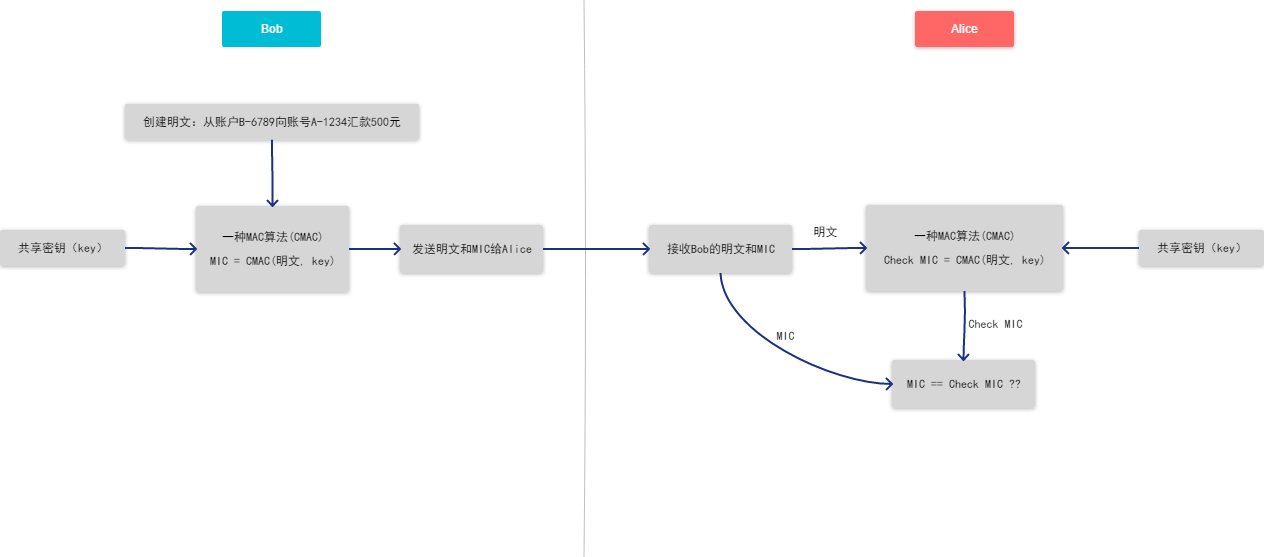 Bob
Alice
创建明文：从账户B-6789向账号A-1234汇款500元
共享密钥（key）
一种MAC算法(CMAC)
MIC = CMAC(明文, key)
发送明文和MIC给Alice
接收Bob的明文和MIC
明文
一种MAC算法(CMAC)
Check MIC = CMAC(明文, key)
共享密钥（key）
MIC
Check MIC
MIC == Check MIC ??